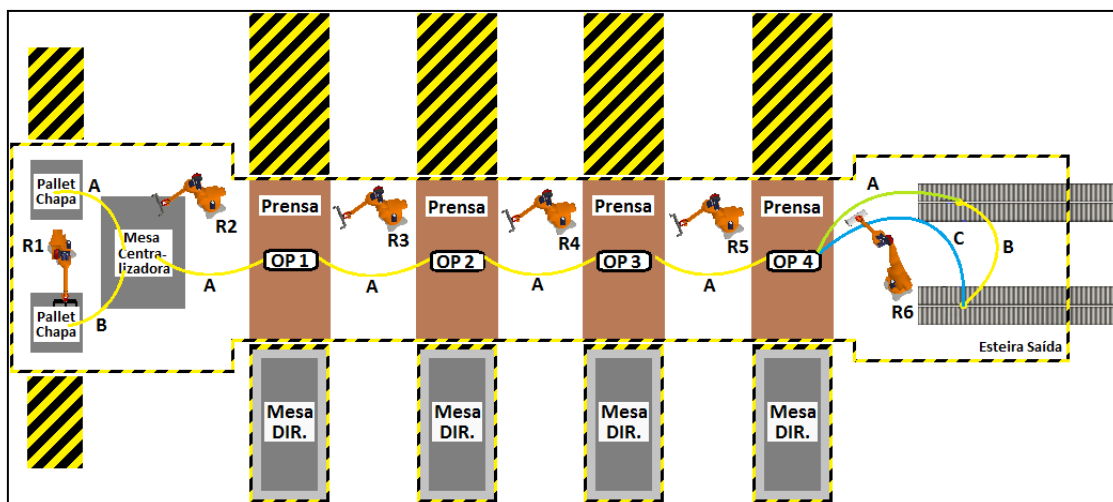 Pallet
Chapa
A
R1
Mesa
Centra-
lizadora
Pallet
Chapa
B
R2
A
Prensa
OP 1
R3
A
Prensa
OP 2
R4
A
Prensa
OP 3
R5
A
Prensa
OP 4
A
C
B
R6
Esteira Saída
Mesa
DIR.
Mesa
DIR.
Mesa
DIR.
Mesa
DIR.